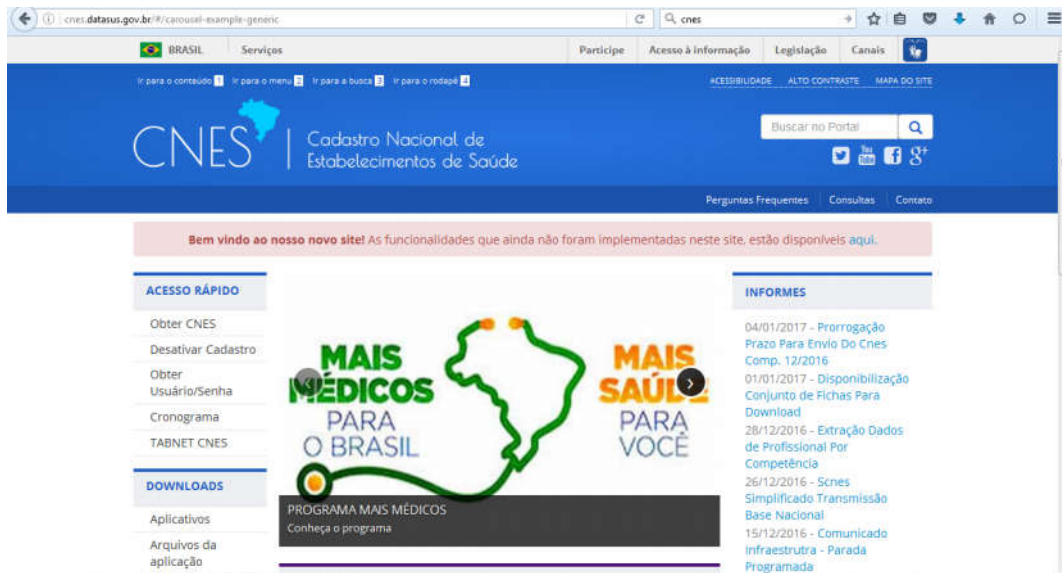 cnes.datasus.gov.br/#/carousel-example-generic
cnes
BRASIL Serviços Participe Acesso à informação Legislação Canais
Ir para o conteúdo 1 Ir para o menu 2 Ir para a busca 3 Ir para o rodapé 4
ACESSIBILIDADE ALTO CONTRASTE MAPA DO SITE
CNES
Cadastro Nacional de
Estabelecimentos de Saúde
Buscar no Portal
You
Tube
Perguntas Frequentes Consultas Contato
Bem vindo ao nosso novo site! As funcionalidades que ainda não foram implementadas neste site, estão disponíveis aqui.
ACESSO RÁPIDO
Obter CNES
Desativar Cadastro
Obter
Usuário/Senha
Cronograma
TABNET CNES
DOWNLOADS
Aplicativos
Arquivos da
aplicação
MAIS
MÉDICOS
PARA
O BRASIL
MAIS
SAÚDE
PARA
VOCÊ
PROGRAMA MAIS MÉDICOS
Conheça o programa
INFORMES
04/01/2017 - Prorrogação
Prazo Para Envio Do Cnes
Comp. 12/2016
01/01/2017 - Disponibilização
Conjunto de Fichas Para
Download
28/12/2016 - Extração Dados
de Profissional Por
Competência
26/12/2016 - Scnes
Simplificado Transmissão
Base Nacional
15/12/2016 - Comunicado
Infraestrutra - Parada
Programada